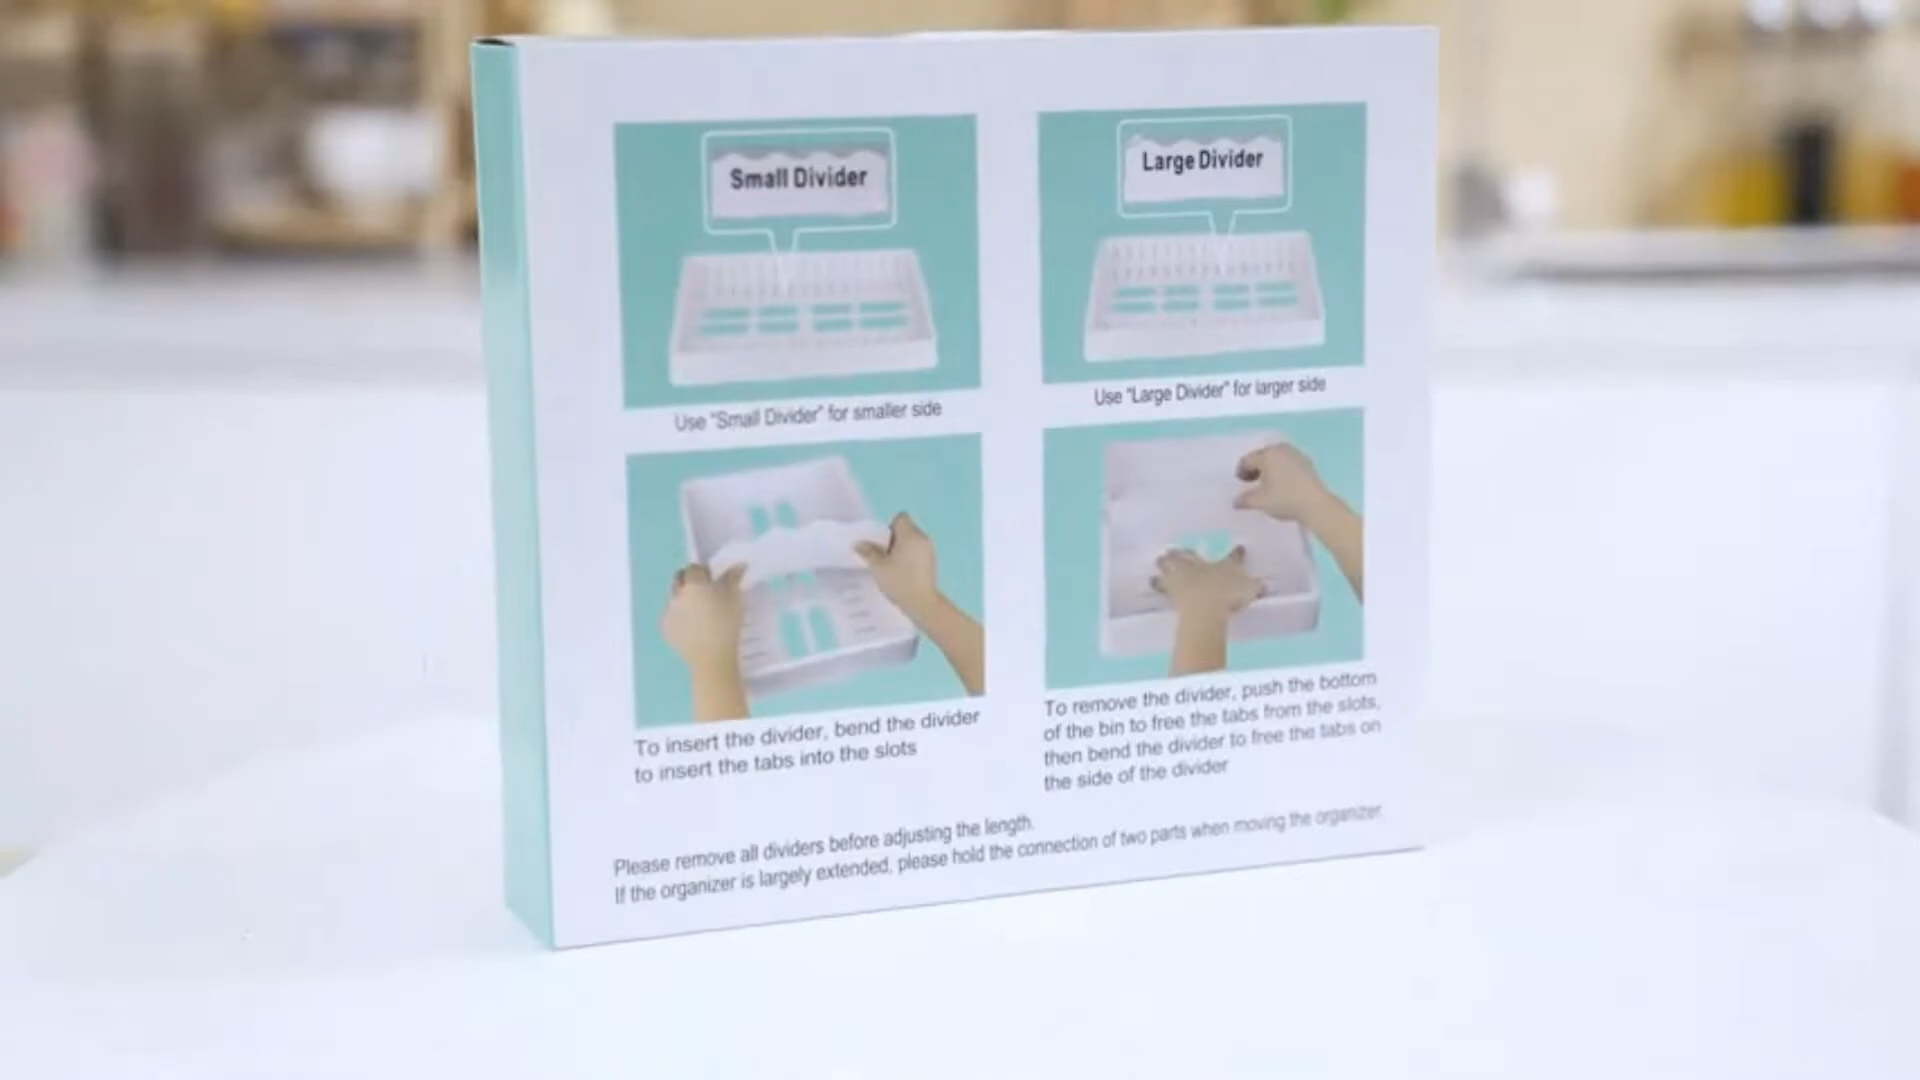 Small Divider
Large Divider
Use "Small Divider" for smaller side
Use "Large Divider" for larger side
To insert the divider, bend the divider
to insert the tabs into the slots
To remove the divider, push the bottom
of the bin to free the tabs from the slots,
then bend the divider to free the tabs on
the side of the divider
Please remove all dividers before adjusting the length.
If the organizer is largely extended, please hold the connection of two parts when moving the organizer.